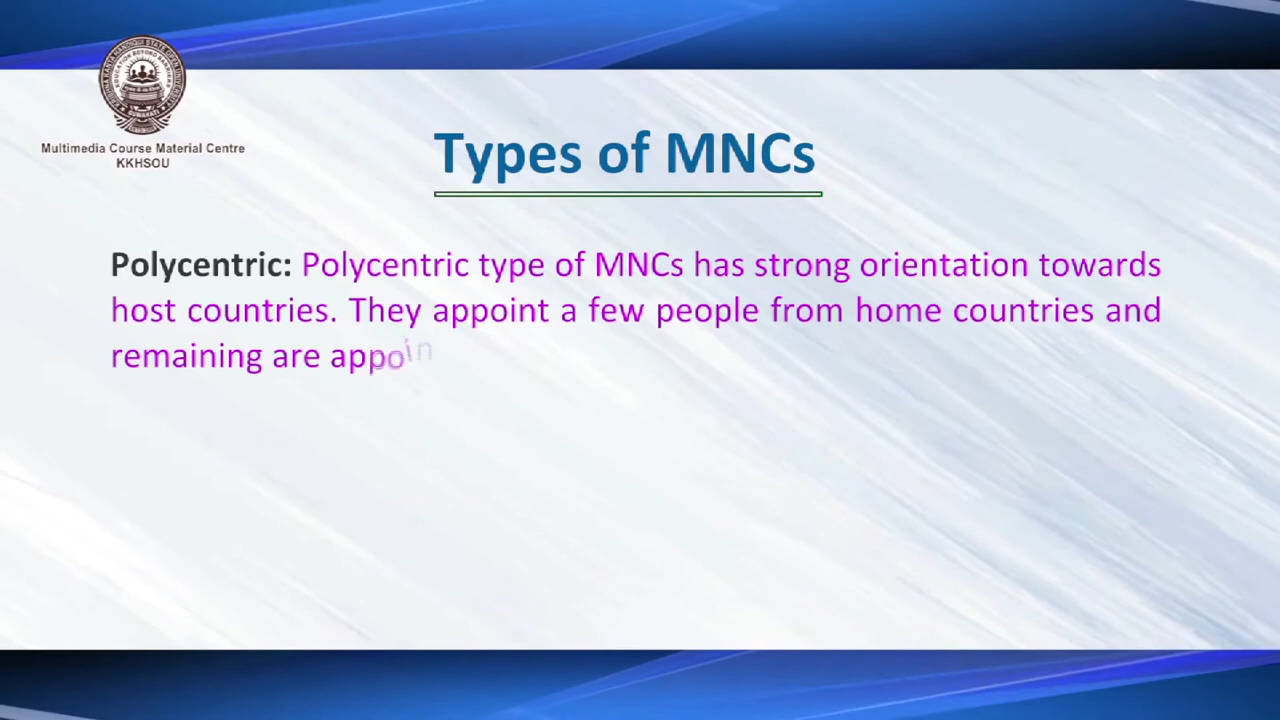 Multimedia Course Material Centre
KKHSOU
Types of MNCs
Polycentric: Polycentric type of MNCs has strong orientation towards
host countries. They appoint a few people from home countries and
remaining are appoin